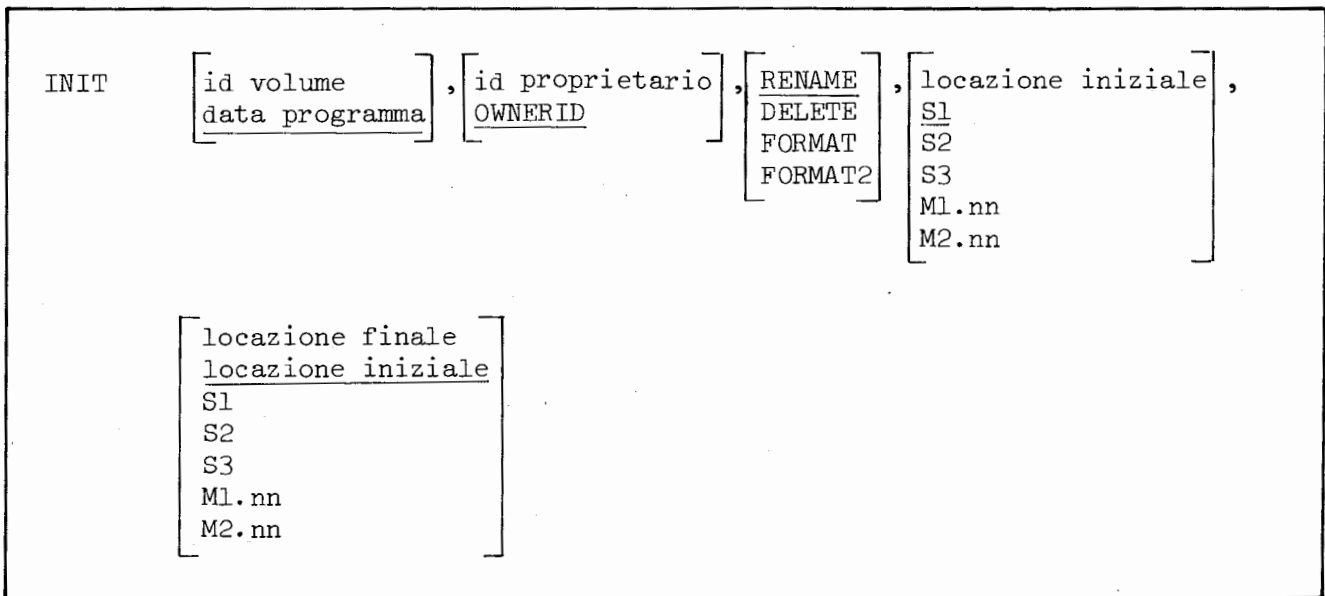 INIT [id volume] , [id proprietario] , [RENAME] , [locazione iniziale] ,
[data programma] [OWNERID] [DELETE] [S1]
[FORMAT] [S2]
[FORMAT2] [S3]
[M1.nn]
[M2.nn]
[locazione finale]
[locazione iniziale]
[S1]
[S2]
[S3]
[M1.nn]
[M2.nn]